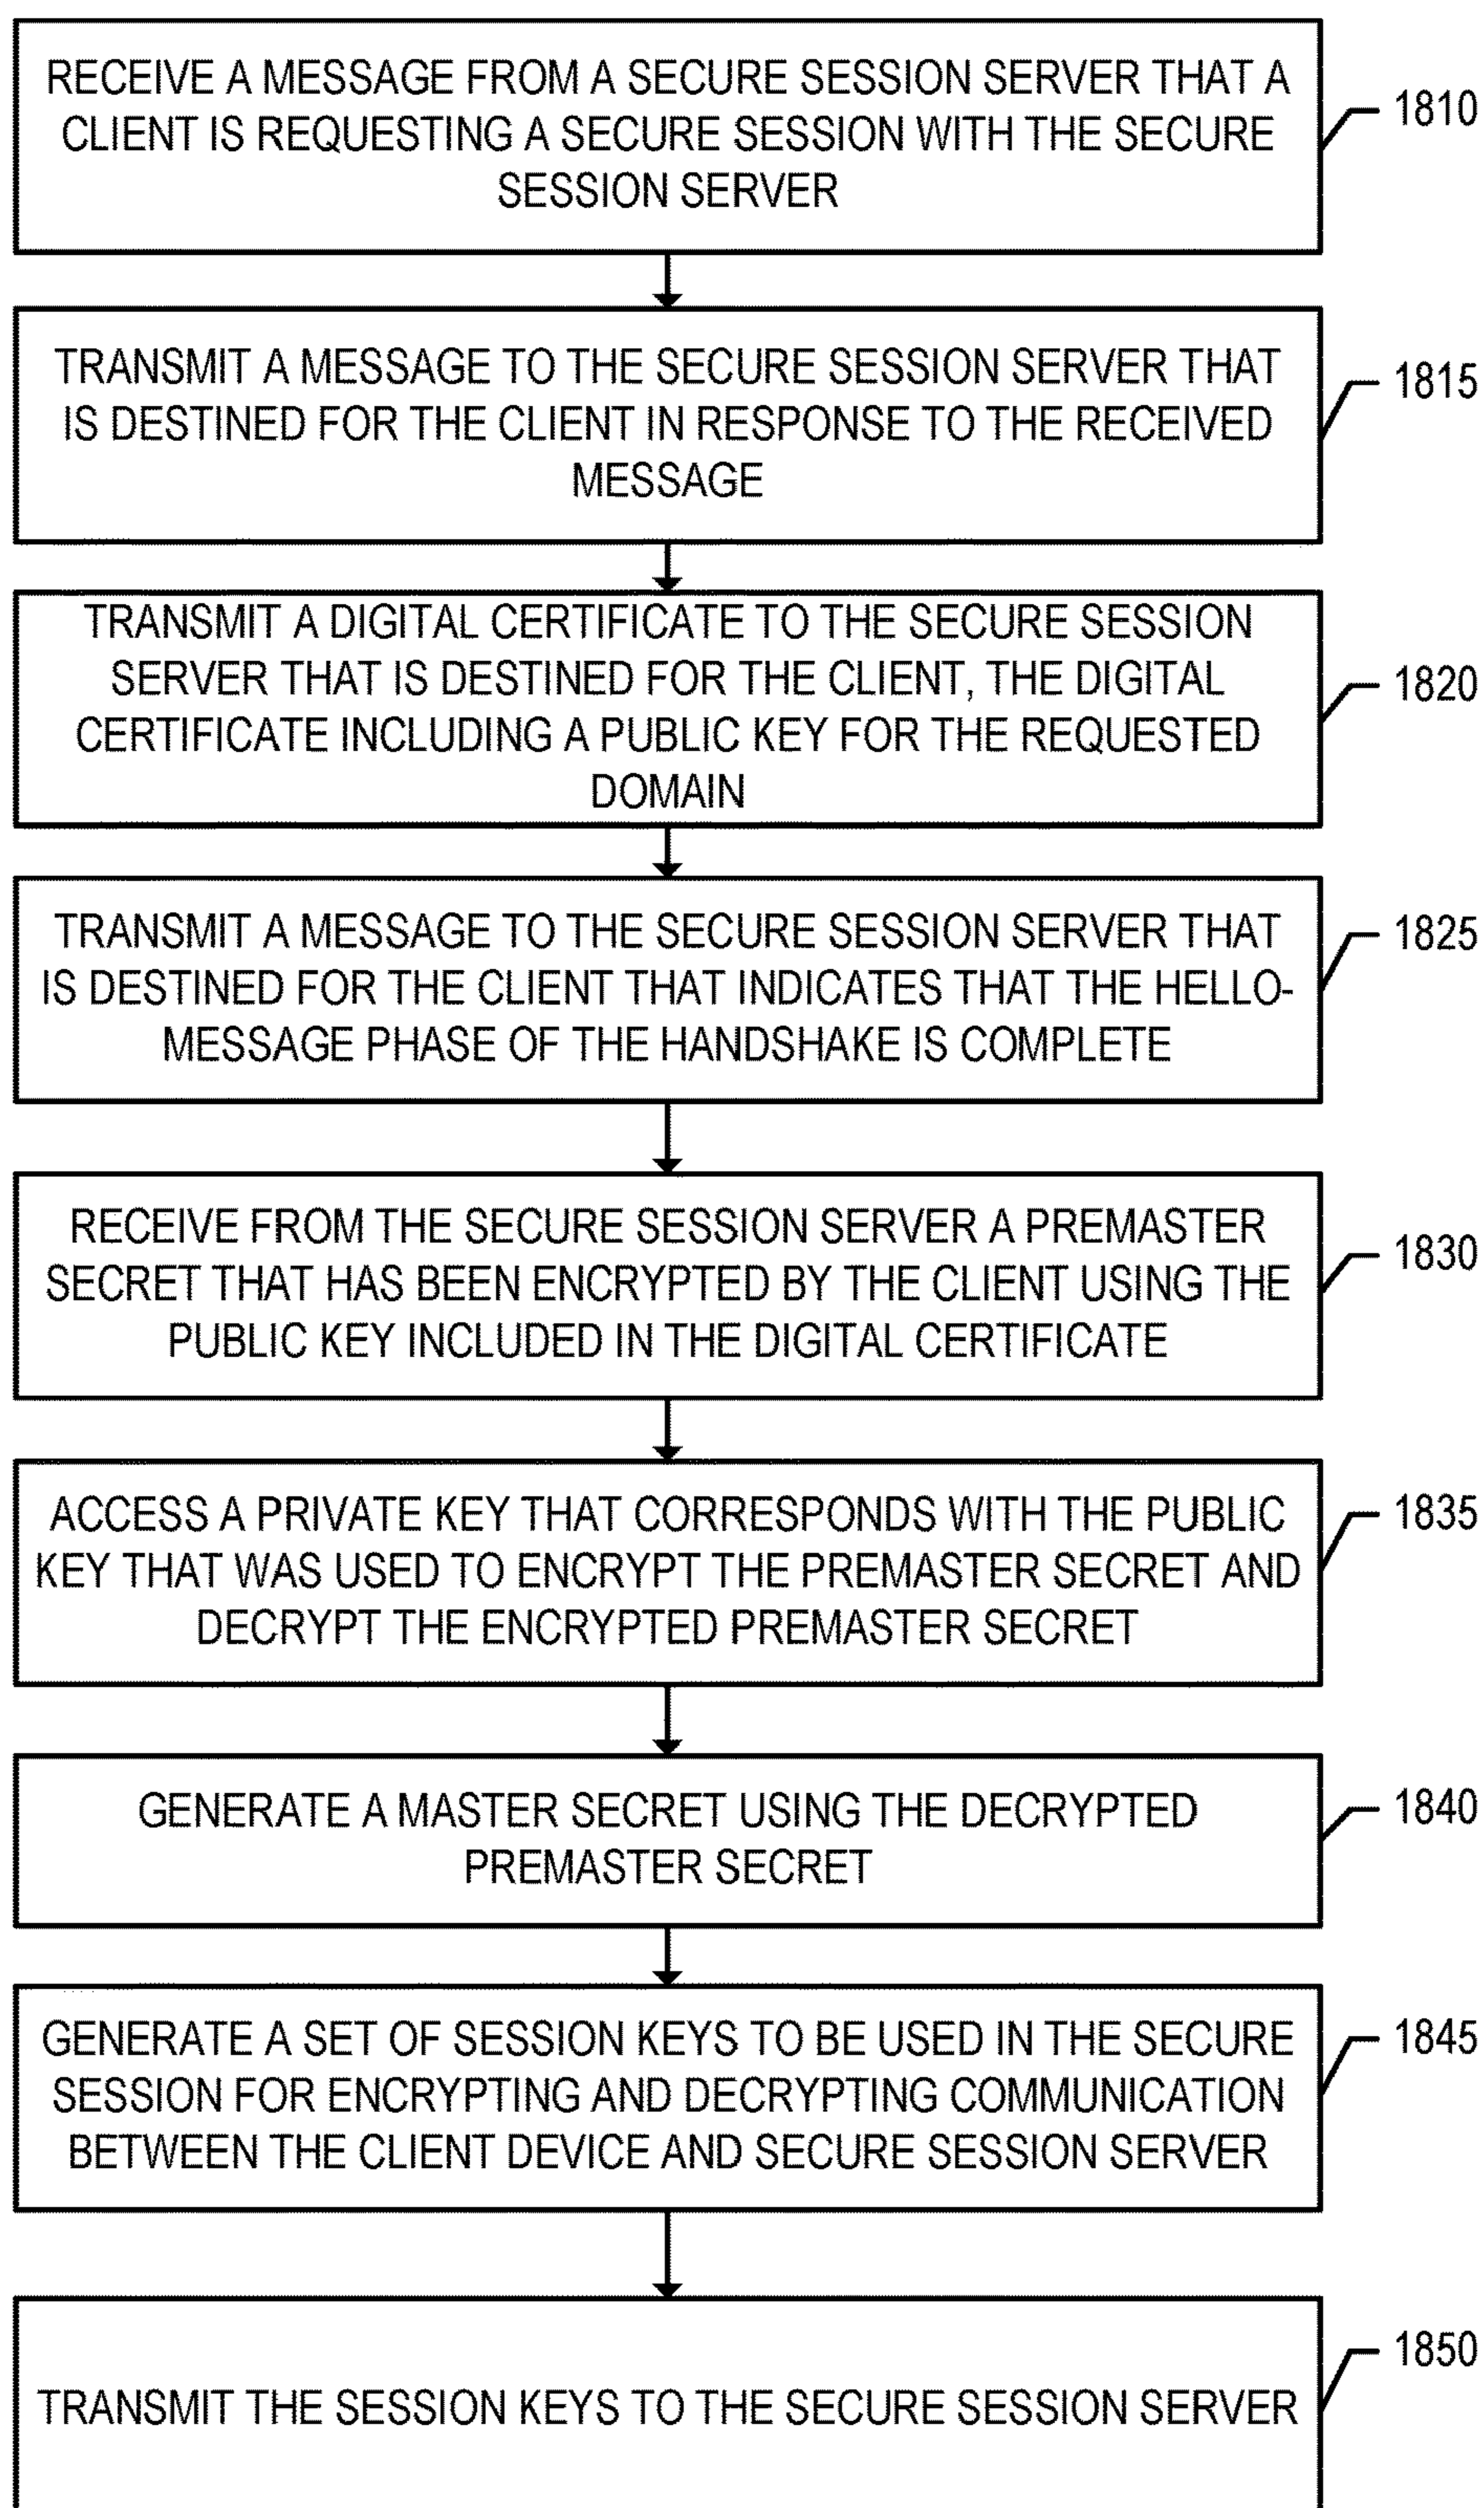 RECEIVE A MESSAGE FROM A SECURE SESSION SERVER THAT A
CLIENT IS REQUESTING A SECURE SESSION WITH THE SECURE
SESSION SERVER
1810
TRANSMIT A MESSAGE TO THE SECURE SESSION SERVER THAT
IS DESTINED FOR THE CLIENT IN RESPONSE TO THE RECEIVED
MESSAGE
1815
TRANSMIT A DIGITAL CERTIFICATE TO THE SECURE SESSION
SERVER THAT IS DESTINED FOR THE CLIENT, THE DIGITAL
CERTIFICATE INCLUDING A PUBLIC KEY FOR THE REQUESTED
DOMAIN
1820
TRANSMIT A MESSAGE TO THE SECURE SESSION SERVER THAT
IS DESTINED FOR THE CLIENT THAT INDICATES THAT THE HELLO-
MESSAGE PHASE OF THE HANDSHAKE IS COMPLETE
1825
RECEIVE FROM THE SECURE SESSION SERVER A PREMASTER
SECRET THAT HAS BEEN ENCRYPTED BY THE CLIENT USING THE
PUBLIC KEY INCLUDED IN THE DIGITAL CERTIFICATE
1830
ACCESS A PRIVATE KEY THAT CORRESPONDS WITH THE PUBLIC
KEY THAT WAS USED TO ENCRYPT THE PREMASTER SECRET AND
DECRYPT THE ENCRYPTED PREMASTER SECRET
1835
GENERATE A MASTER SECRET USING THE DECRYPTED
PREMASTER SECRET
1840
GENERATE A SET OF SESSION KEYS TO BE USED IN THE SECURE
SESSION FOR ENCRYPTING AND DECRYPTING COMMUNICATION
BETWEEN THE CLIENT DEVICE AND SECURE SESSION SERVER
1845
TRANSMIT THE SESSION KEYS TO THE SECURE SESSION SERVER
1850